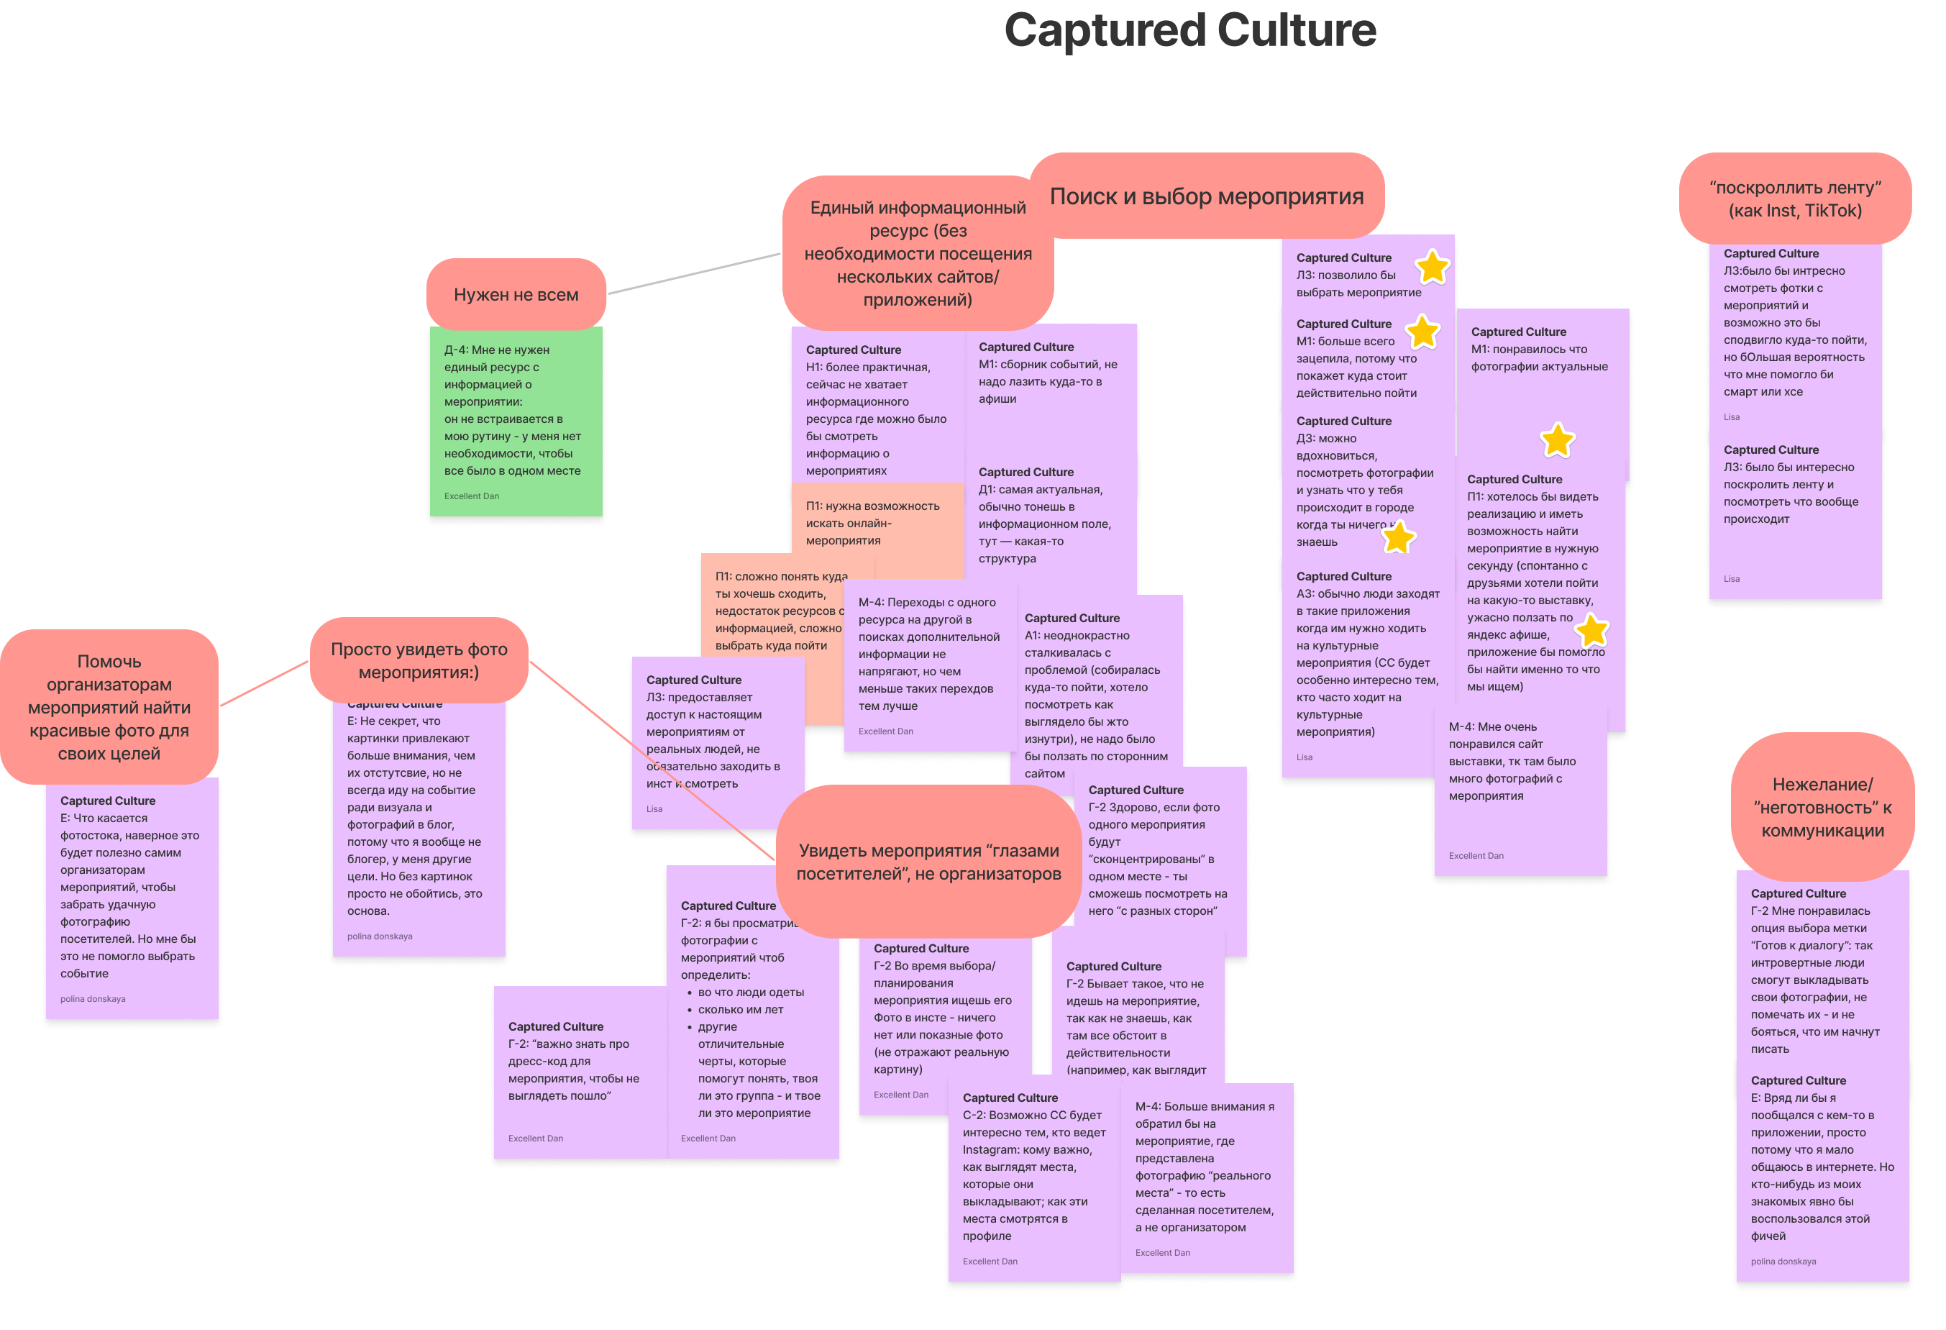 Captured Culture
Нужен не всем
Д-4: Мне не нужен
единый ресурс с
информацией о
мероприятии:
он не встраивается в
мою рутину - у меня нет
необходимости, чтобы
все было в одном месте
Excellent Dan
Единый информационный
ресурс (без
необходимости посещения
нескольких сайтов/
приложений)
Captured Culture
Н1: более практичная,
сейчас не хватает
информационного
ресурса где можно было
бы смотреть
информацию о
мероприятиях
Captured Culture
М1: сборник событий, не
надо лазить куда-то в
афиши
П1: нужна возможность
искать онлайн-
мероприятия
Captured Culture
Д1: самая актуальная,
обычно тонешь в
информационном поле,
тут — какая-то
структура
П1: сложно понять куда
ты хочешь сходить,
недостаток ресурсов с
информацией, сложно
выбрать куда пойти
М-4: Переходы с одного
ресурса на другой в
поисках дополнительной
информации не
напрягают, но чем
меньше таких перехдов
тем лучше
Excellent Dan
Captured Culture
А1: неоднокрастно
сталкивалась с
проблемой (собиралась
куда-то пойти, хотело
посмотреть как
выглядело бы жто
изнутри), не надо было
бы ползать по сторонним
сайтом
Captured Culture
Л3: предоставляет
доступ к настоящим
мероприятиям от
реальных людей, не
обязательно заходить в
инст и смотреть
Lisa
Поиск и выбор мероприятия
Captured Culture
Л3: позволило бы
выбрать мероприятие
Captured Culture
М1: больше всего
зацепила, потому что
покажет куда стоит
действительно пойти
Captured Culture
Д3: можно
вдохновиться,
посмотреть фотографии
и узнать что у тебя
происходит в городе
когда ты ничего
знаешь
Captured Culture
А3: обычно люди заходят
в такие приложения
когда им нужно ходить
на культурные
мероприятия (СС будет
особенно интересно тем,
кто часто ходит на
культурные
мероприятия)
Lisa
Captured Culture
М1: понравилось что
фотографии актуальные
Captured Culture
П1: хотелось бы видеть
реализацию и иметь
возможность найти
мероприятие в нужную
секунду (спонтанно с
друзьями хотели пойти
на какую-то выставку,
ужасно ползать по
яндекс афише,
приложение бы помогло
бы найти именно то что
мы ищем)
М-4: Мне очень
понравился сайт
выставки, тк там было
много фотографий с
мероприятия
Excellent Dan
“поскроллить ленту”
(как Inst, TikTok)
Captured Culture
Л3:было бы интресно
смотреть фотки с
мероприятий и
возможно это бы
сподвигло куда-то пойти,
но бОльшая вероятность
что мне помогло би
смарт или хсе
Lisa
Captured Culture
Л3: было бы интересно
поскролить ленту и
посмотреть что вообще
происходит
Lisa
Помочь
организаторам
мероприятий найти
красивые фото для
своих целей
Captured Culture
Е: Что касается
фотостока, наверное это
будет полезно самим
организаторам
мероприятий, чтобы
забрать удачную
фотографию
посетителей. Но мне бы
это не помогло выбрать
событие
polina donskaya
Просто увидеть фото
мероприятия:)
Captured Culture
Е: Не секрет, что
картинки привлекают
больше внимания, чем
их отстутсвие, но не
всегда иду на событие
ради визуала и
фотографий в блог,
потому что я вообще не
блогер, у меня другие
цели. Но без картинок
просто не обойтись, это
основа.
polina donskaya
Увидеть мероприятия “глазами
посетителей”, не организаторов
Captured Culture
Г-2 Здорово, если фото
одного мероприятия
будут
“сконцентрированы” в
одном месте - ты
сможешь посмотреть на
него “с разных сторон”
Captured Culture
Г-2: “важно знать про
дресс-код для
мероприятия, чтобы не
выглядеть пошло”
Excellent Dan
Captured Culture
Г-2: я бы
фотографии с
мероприятий чтоб
определить:
• во что люди одеты
• сколько им лет
• другие
отличительные
черты, которые
помогут понять, твоя
ли это группа - и твое
ли это мероприятие
Excellent Dan
Captured Culture
Г-2 Во время выбора/
планирования
мероприятия ищешь его
Фото в инсте - ничего
нет или показные фото
(не отражают реальную
картину)
Excellent Dan
Captured Culture
Г-2 Бывает такое, что не
идешь на мероприятие,
так как не знаешь, как
там все обстоит в
действительности
(например, как выглядит
Captured Culture
С-2: Возможно СС будет
интересно тем, кто ведет
Instagram: кому важно,
как выглядят места,
которые они
выкладывают; как эти
места смотрятся в
профиле
Excellent Dan
М-4: Больше внимания я
обратил бы на
мероприятие, где
представлена
фотографию “реального
места” - то есть
сделанная посетителем,
а не организатором
Excellent Dan
Нежелание/
”неготовность” к
коммуникации
Captured Culture
Г-2 Мне понравилась
опция выбора метки
“Готов к диалогу”: так
интровертные люди
смогут выкладывать
свои фотографии, не
помечать их - и не
бояться, что им начнут
писать
Captured Culture
Е: Вряд ли бы я
пообщался с кем-то в
приложении, просто
потому что я мало
общаюсь в интернете. Но
кто-нибудь из моих
знакомых явно бы
воспользовался этой
фичей
polina donskaya